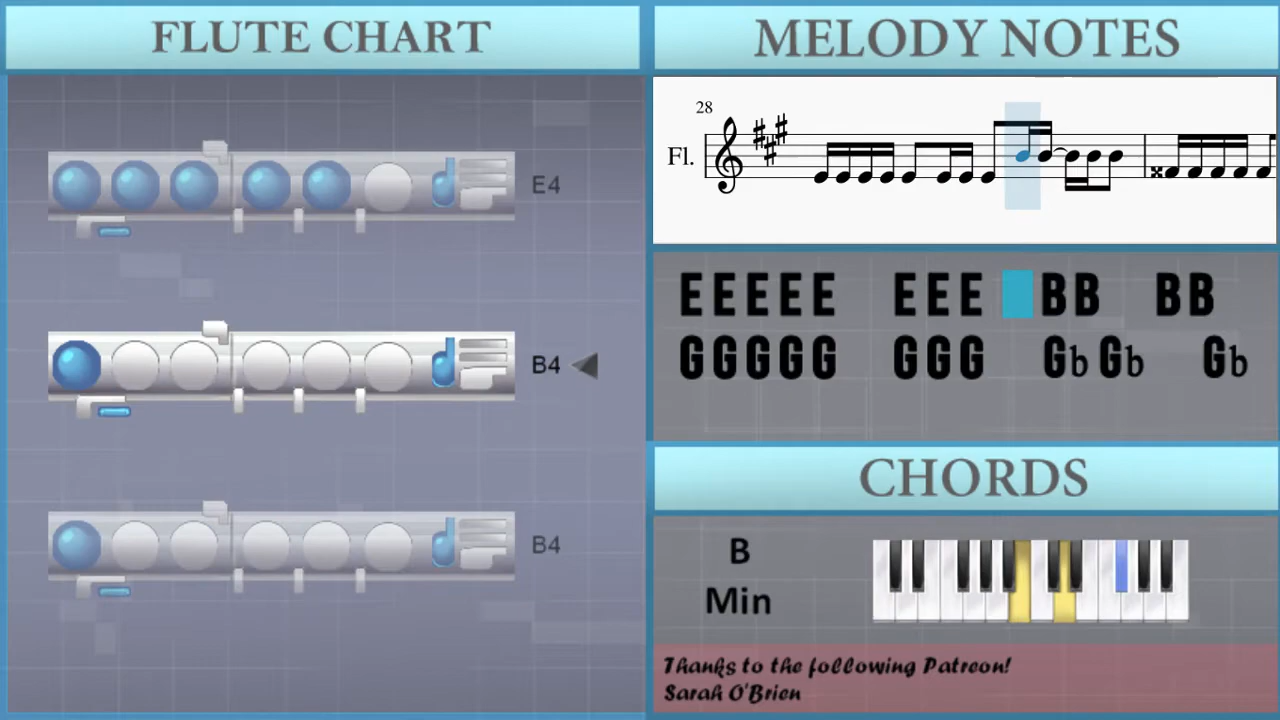 FLUTE CHART
E4
B4
B4
MELODY NOTES
28
Fl.
EEEEE EEE BB BB
GGGGG GGG Gb Gb Gb
CHORDS
B
Min
Thanks to the following Patreon!
Sarah O'Brien